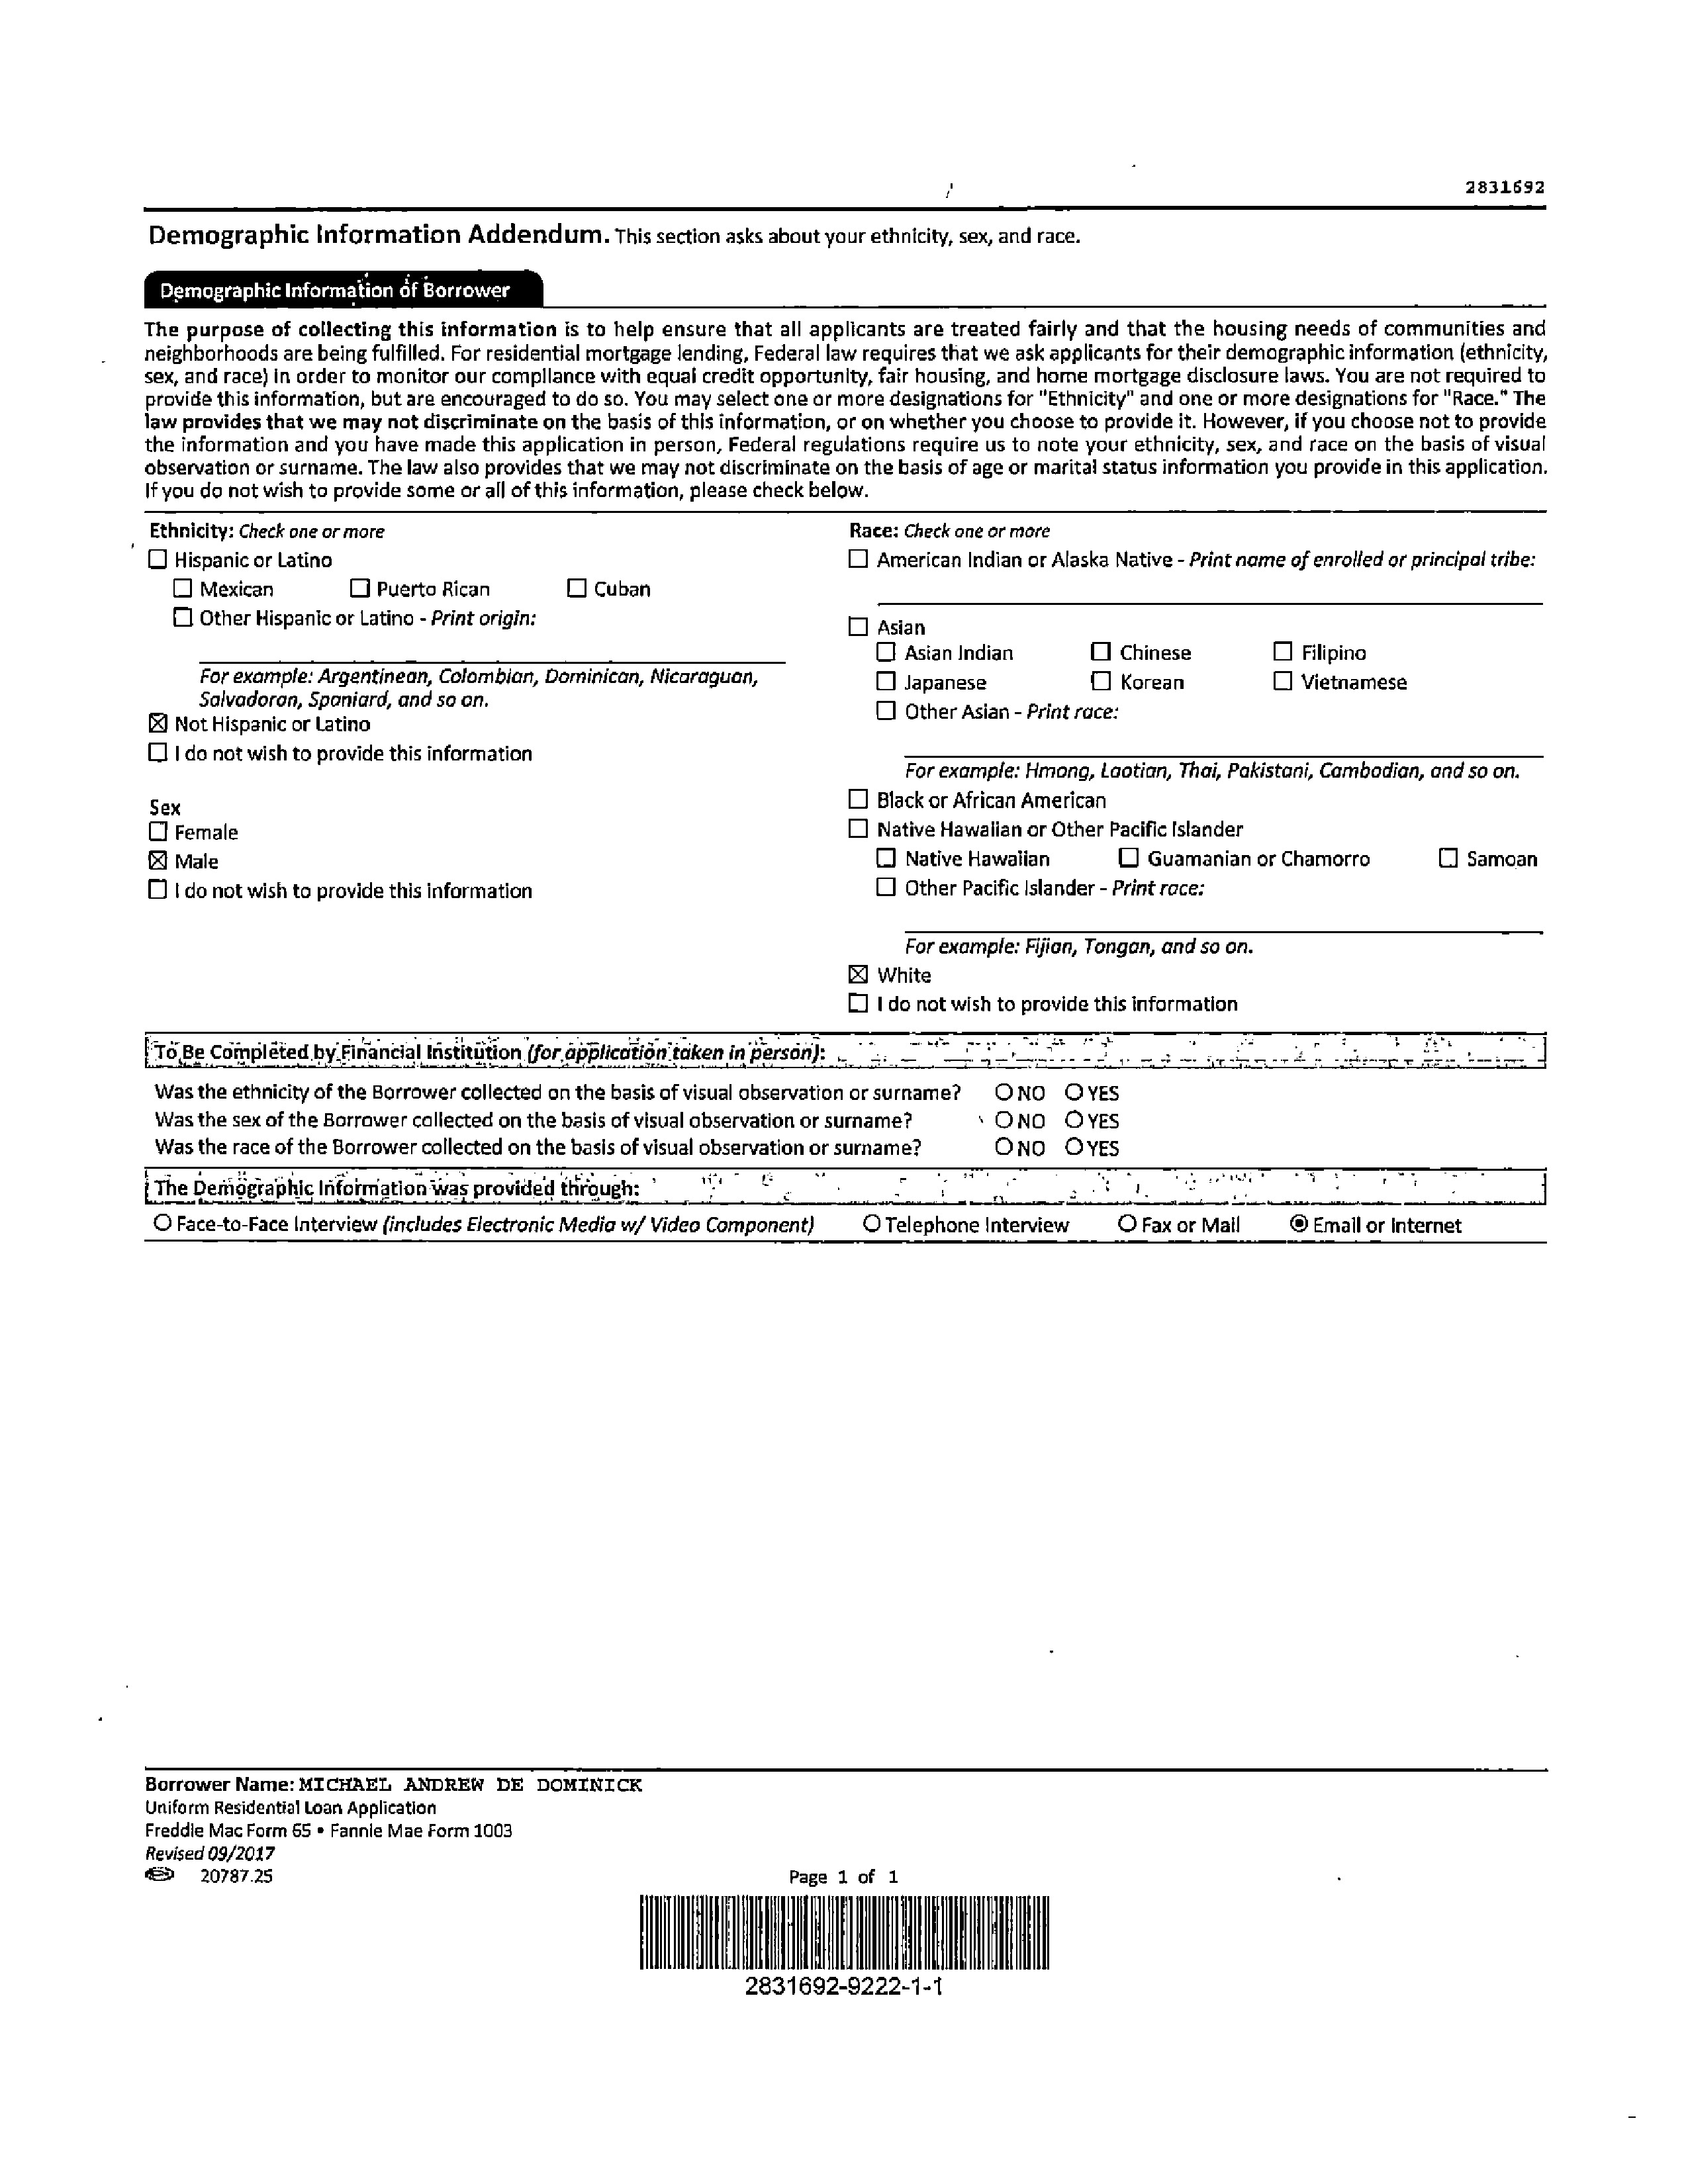 2831692
Demographic Information Addendum. This section asks about your ethnicity, sex, and race.
Demographic Information of Borrower
The purpose of collecting this information is to help ensure that all applicants are treated fairly and that the housing needs of communities and
neighborhoods are being fulfilled. For residential mortgage lending, Federal law requires that we ask applicants for their demographic information (ethnicity,
sex, and race) in order to monitor our compliance with equal credit opportunity, fair housing, and home mortgage disclosure laws. You are not required to
provide this information, but are encouraged to do so. You may select one or more designations for "Ethnicity" and one or more designations for "Race." The
law provides that we may not discriminate on the basis of this information, or on whether you choose to provide it. However, if you choose not to provide
the information and you have made this application in person, Federal regulations require us to note your ethnicity, sex, and race on the basis of visual
observation or surname. The law also provides that we may not discriminate on the basis of age or marital status information you provide in this application.
If you do not wish to provide some or all of this information, please check below.
Ethnicity: Check one or more
☐ Hispanic or Latino
☐ Mexican ☐ Puerto Rican ☐ Cuban
☐ Other Hispanic or Latino - Print origin:
For example: Argentinean, Colombian, Dominican, Nicaraguan,
Salvadoran, Spaniard, and so on.
☒ Not Hispanic or Latino
☐ I do not wish to provide this information
Sex
☐ Female
☒ Male
☐ I do not wish to provide this information
Race: Check one or more
☐ American Indian or Alaska Native - Print name of enrolled or principal tribe:
☐ Asian
☐ Asian Indian ☐ Chinese ☐ Filipino
☐ Japanese ☐ Korean ☐ Vietnamese
☐ Other Asian - Print race:
For example: Hmong, Laotian, Thai, Pakistani, Cambodian, and so on.
☐ Black or African American
☐ Native Hawaiian or Other Pacific Islander
☐ Native Hawaiian ☐ Guamanian or Chamorro ☐ Samoan
☐ Other Pacific Islander - Print race:
For example: Fijian, Tongan, and so on.
☒ White
☐ I do not wish to provide this information
To Be Completed by Financial Institution (for application taken in person):
Was the ethnicity of the Borrower collected on the basis of visual observation or surname? ○ NO ○ YES
Was the sex of the Borrower collected on the basis of visual observation or surname? ○ NO ○ YES
Was the race of the Borrower collected on the basis of visual observation or surname? ○ NO ○ YES
The Demographic Information was provided through:
○ Face-to-Face Interview (includes Electronic Media w/ Video Component) ○ Telephone Interview ○ Fax or Mail ◉ Email or Internet
Borrower Name: MICHAEL ANDREW DE DOMINICK
Uniform Residential Loan Application
Freddie Mac Form 65 • Fannie Mae Form 1003
Revised 09/2017
20787.25
Page 1 of 1
2831692-9222-1-1